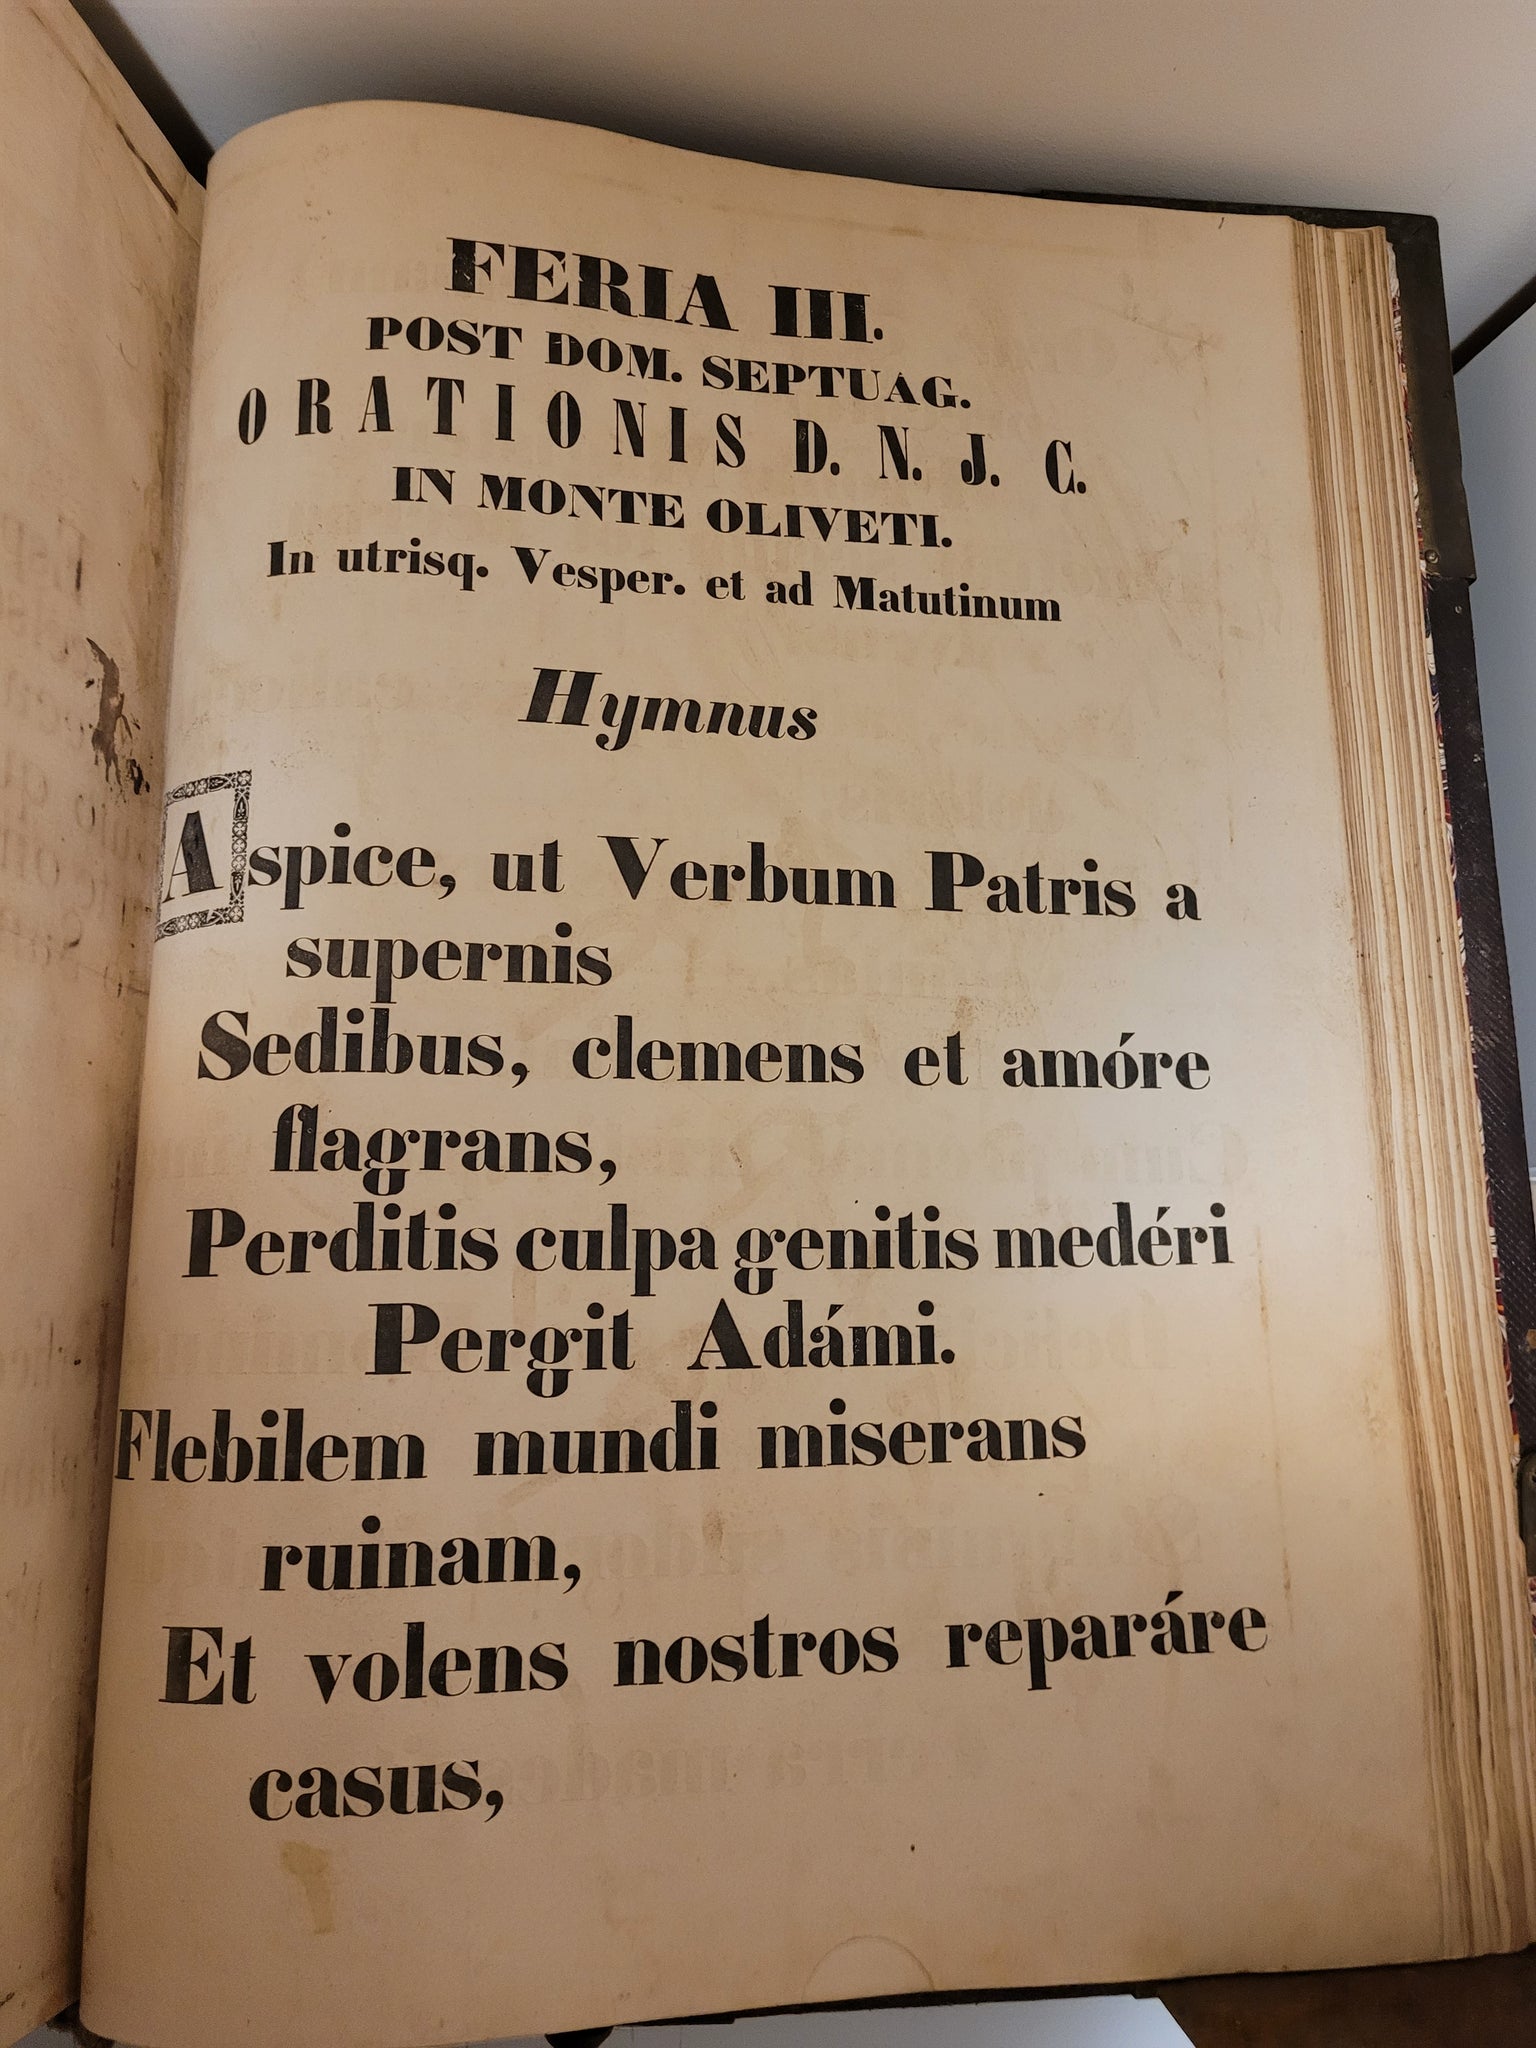 FERIA III.
POST DOM. SEPTUAG.
ORATIONIS D. N. J. C.
IN MONTE OLIVETI.
In utrisq. Vesper. et ad Matutinum
Hymnus
Aspice, ut Verbum Patris a
supernis
Sedibus, clemens et amóre
flagrans,
Perditis culpa genitis medéri
Pergit Adámi.
Flebilem mundi miserans
ruinam,
Et volens nostros reparáre
casus,